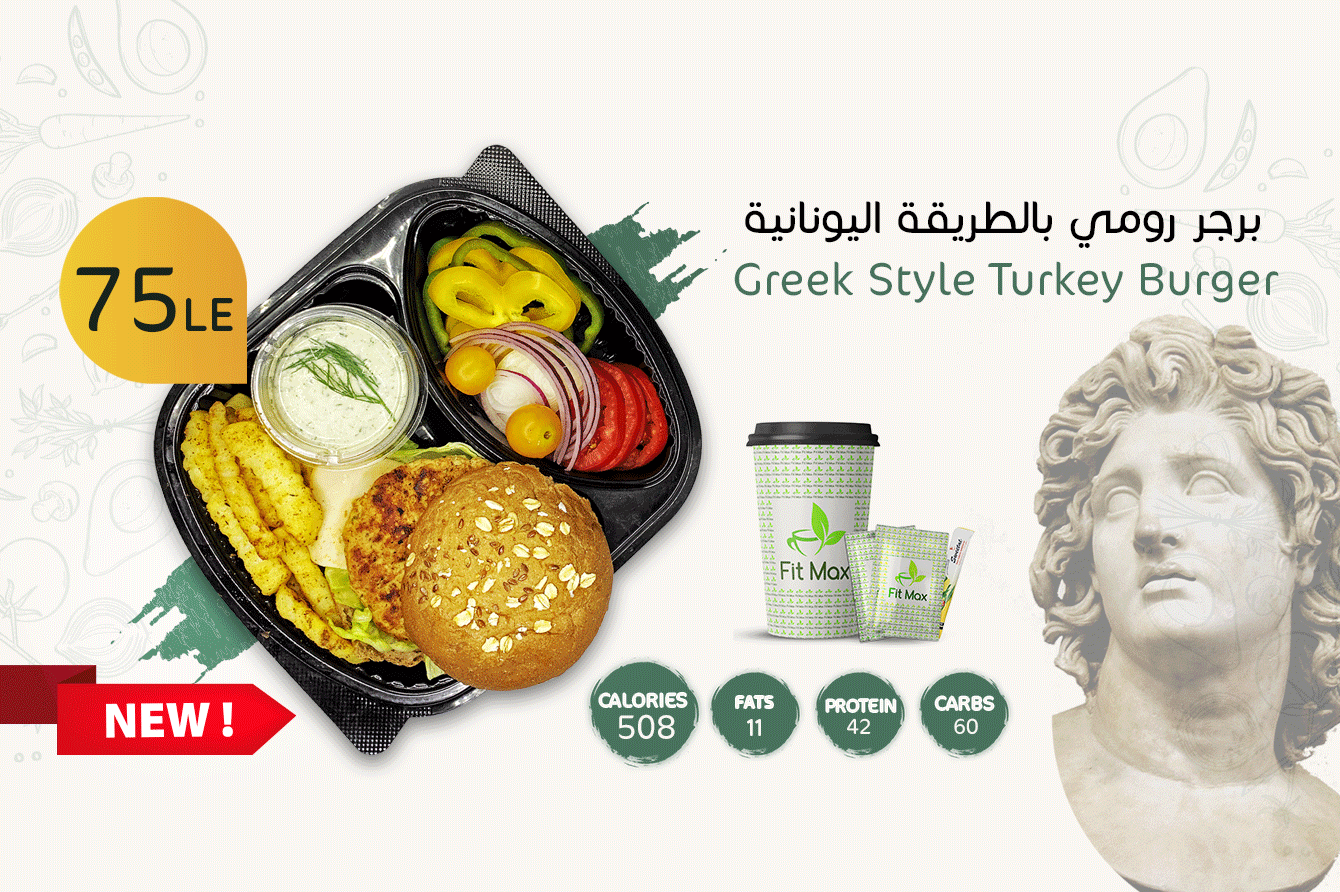 برجر رومي بالطريقة اليونانية
Greek Style Turkey Burger
75LE
Fit Max
Fit Max
NEW !
CALORIES
508
FATS
11
PROTEIN
42
CARBS
60